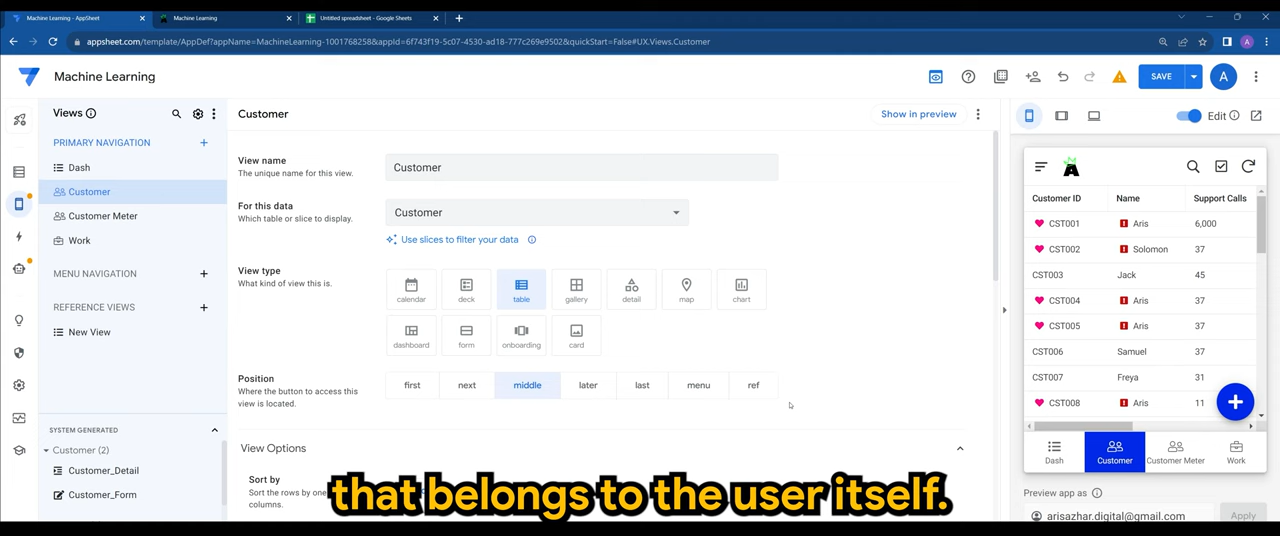 Machine Learning - AppSheet
Machine Learning
Untitled spreadsheet - Google Sheets
appsheet.com/template/AppDef?appName=MachineLearning-1001768258&appId=6f743f19-5c07-4530-ad18-777c269e9502&quickStart=False#UX.Views.Customer
A
Machine Learning
SAVE
A
Views
PRIMARY NAVIGATION
Dash
Customer
Customer Meter
Work
MENU NAVIGATION
REFERENCE VIEWS
New View
SYSTEM GENERATED
Customer (2)
Customer_Detail
Customer_Form
Customer
Show in preview
View name
The unique name for this view.
Customer
For this data
Which table or slice to display.
Customer
Use slices to filter your data
View type
What kind of view this is.
calendar
deck
table
gallery
detail
map
chart
dashboard
form
onboarding
card
Position
Where the button to access this
view is located.
first
next
middle
later
last
menu
ref
View Options
Sort by
Sort the rows by one
columns.
Edit
A
Customer ID Name Support Calls
CST001 Aris 6,000
CST002 Solomon 37
CST003 Jack 45
CST004 Aris 37
CST005 Aris 37
CST006 Samuel 37
CST007 Freya 31
CST008 Aris 11
Dash
Customer
Customer Meter
Work
Preview app as
arisazhar.digital@gmail.com
Apply
that belongs to the user itself.